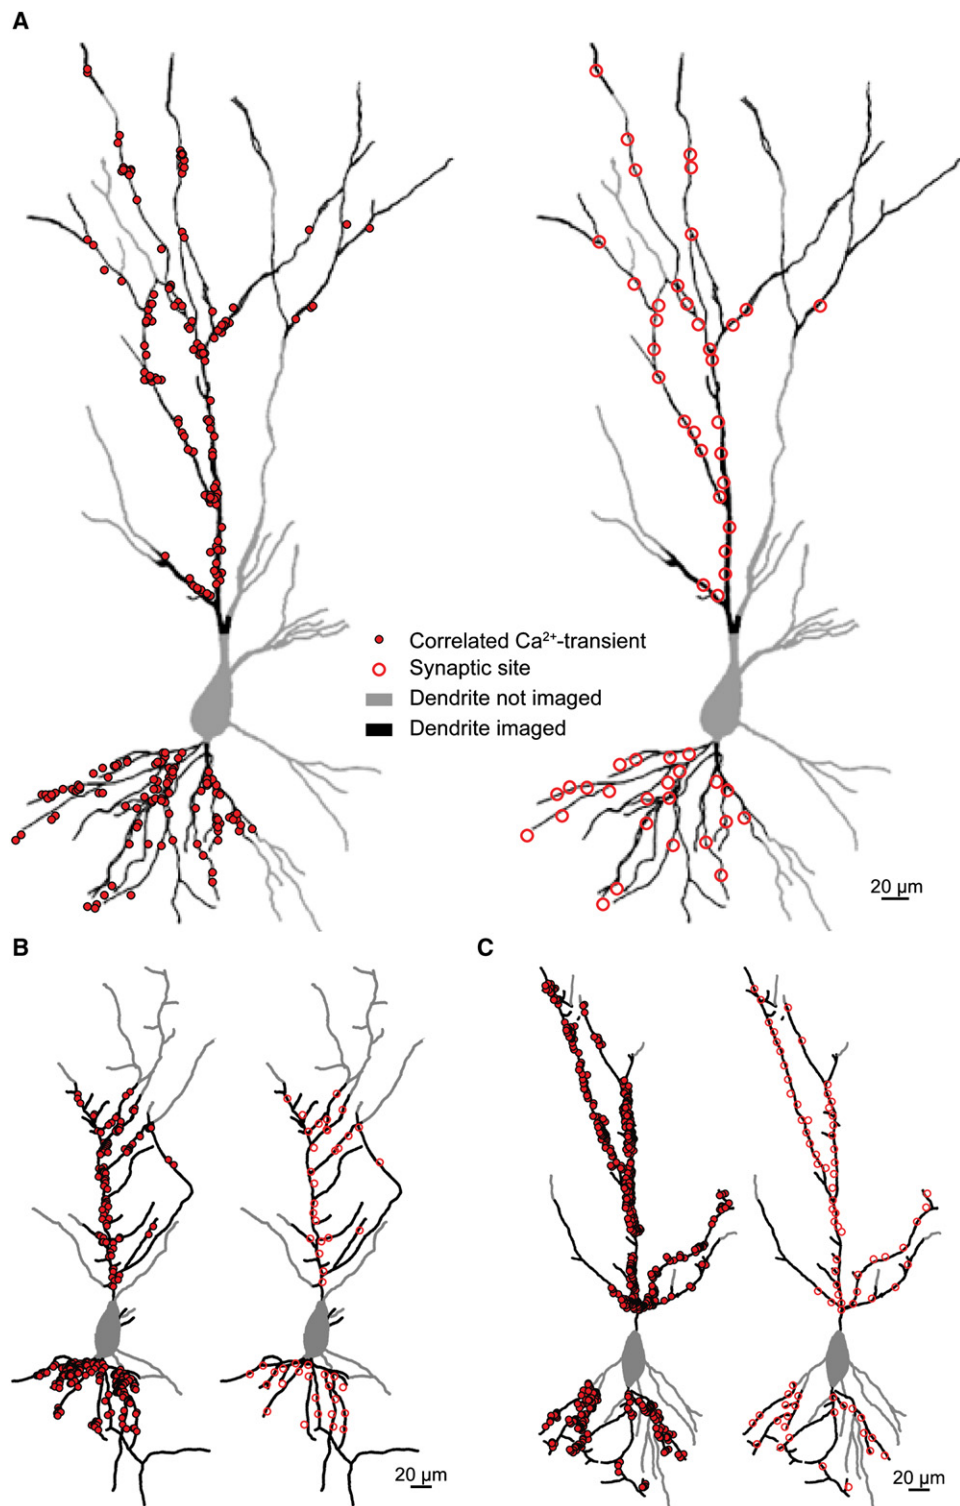 A
Correlated Ca²⁺-transient
Synaptic site
Dendrite not imaged
Dendrite imaged
20 µm
B
C
20 µm
20 µm